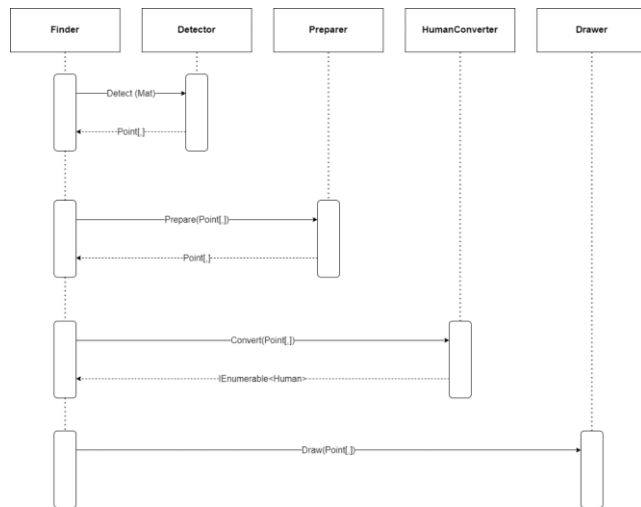 Finder
Detector
Preparer
HumanConverter
Drawer
Detect (Mat)
Point[,}
Prepare(Point[,])
Point[,}
Convert(Point[,])
IEnumerable<Human>
Draw(Point[,])